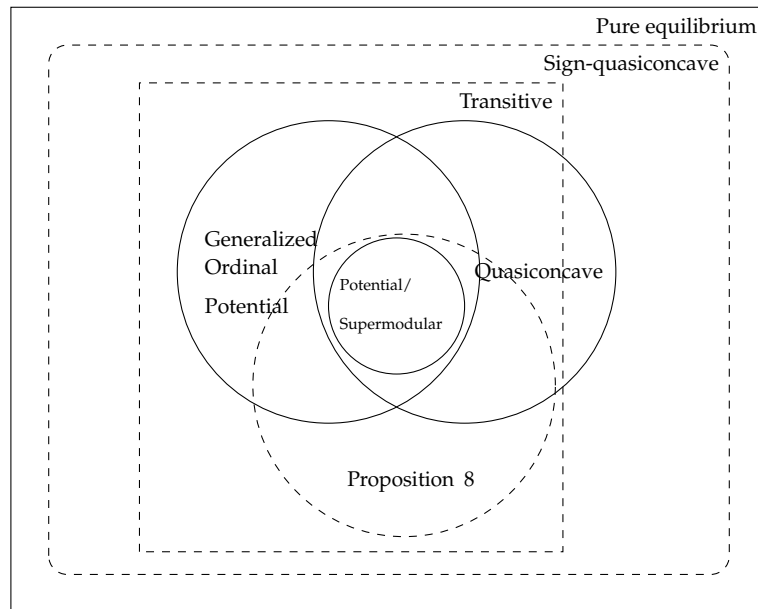 Pure equilibrium
Sign-quasiconcave
Transitive
Generalized
Ordinal
Potential
Quasiconcave
Potential/
Supermodular
Proposition 8